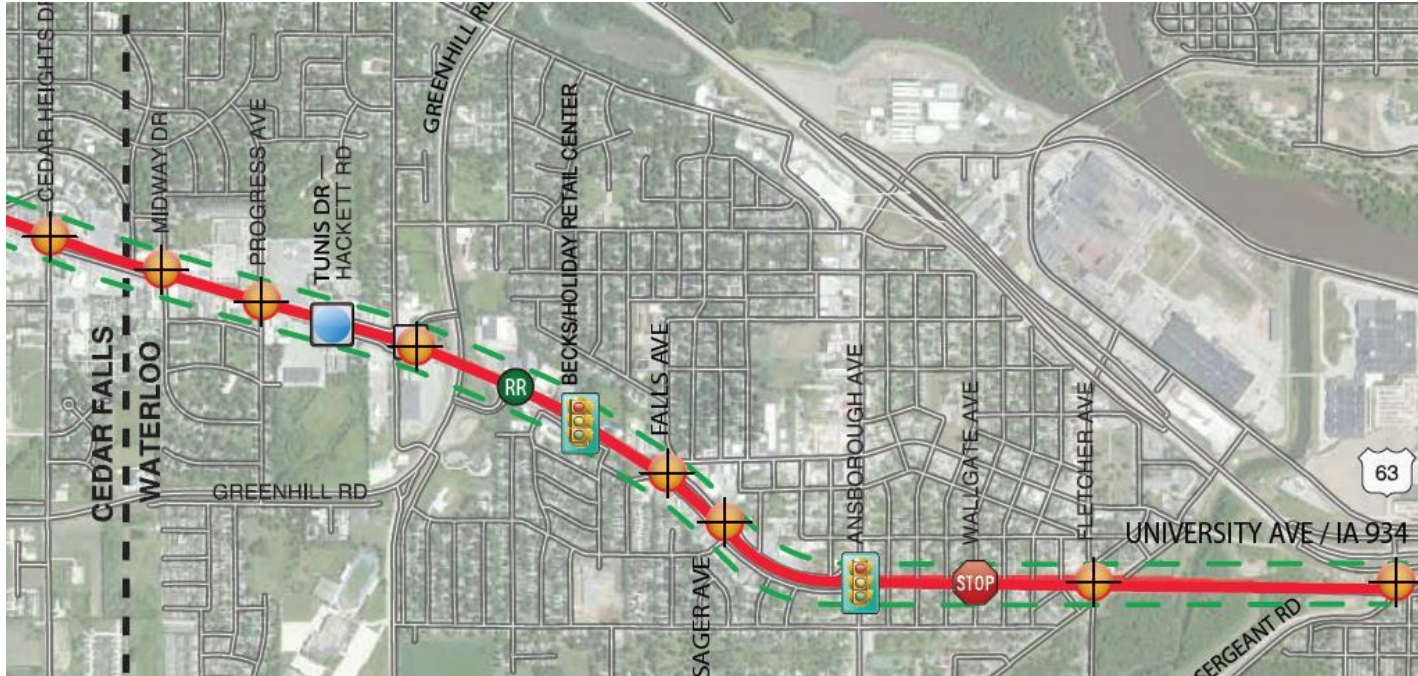 CEDAR HEIGHTS DR
MIDWAY DR
PROGRESS AVE
TUNIS DR —
HACKETT RD
GREENHILL RD
BECKS/HOLIDAY RETAIL CENTER
FALLS AVE
ANSBOROUGH AVE
WALLGATE AVE
FLETCHER AVE
63
UNIVERSITY AVE / IA 934
RR
STOP
CEDAR FALLS
WATERLOO
GREENHILL RD
SAGER AVE
SERGEANT RD